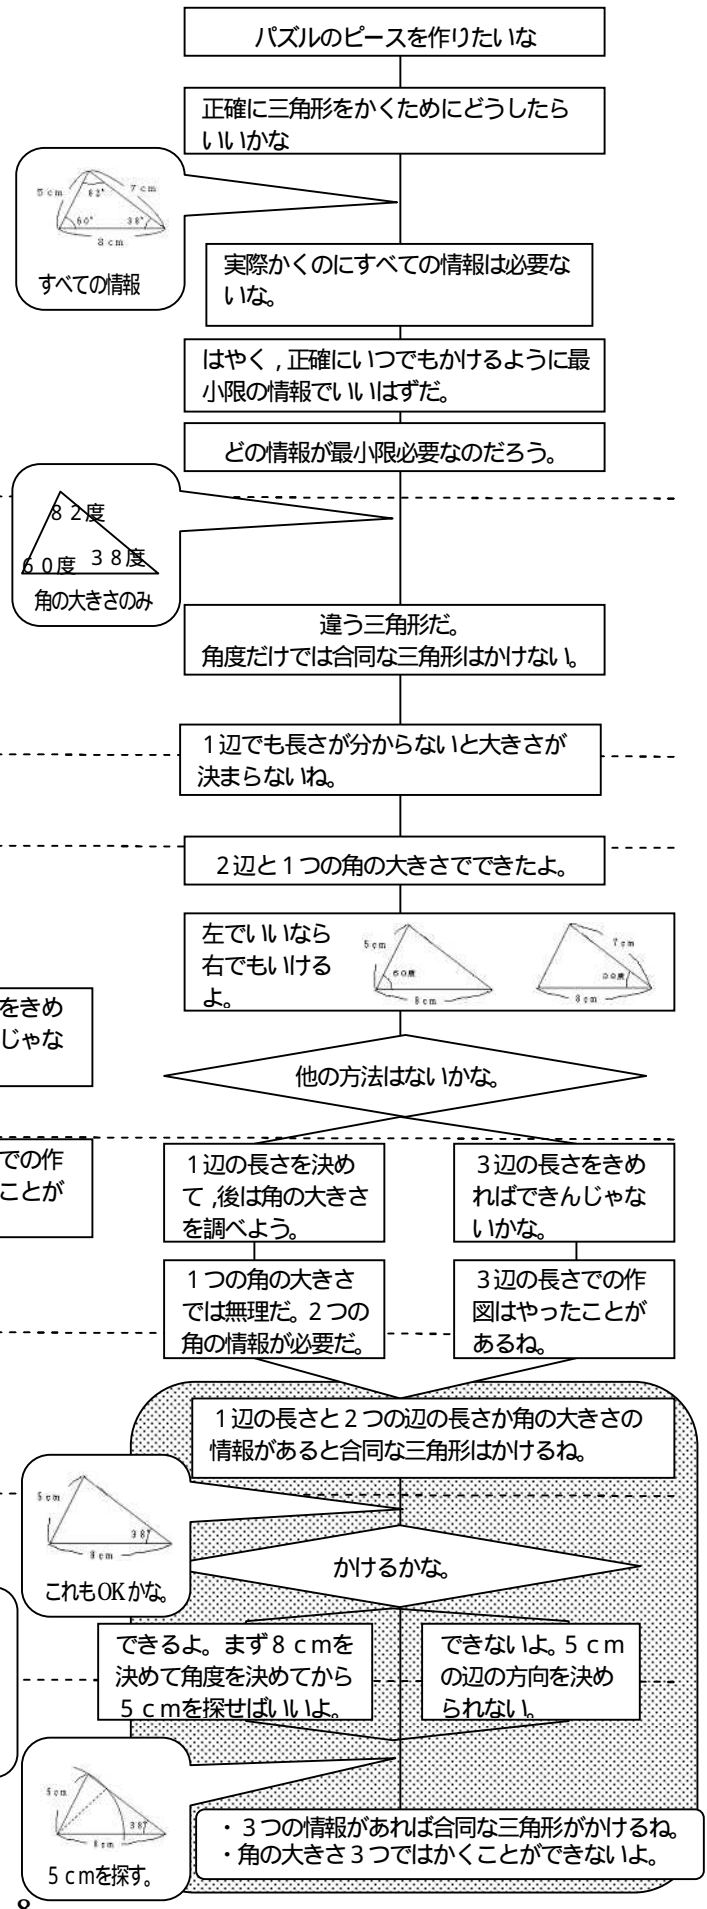 パズルのピースを作りたいな
正確に三角形をかくためにどうしたら
いいかな
5cm
82°
7cm
60°
38°
8cm
すべての情報
実際かくのにすべての情報は必要な
いな。
はやく,正確にいつでもかけるように最
小限の情報でいいはずだ。
どの情報が最小限必要なのだろう。
82度
60度
38度
角の大きさのみ
違う三角形だ。
角度だけでは合同な三角形はかけない。
1辺でも長さが分からないと大きさが
決まらないね。
2辺と1つの角の大きさでできたよ。
左でいいなら
右でもいける
よ。
5cm
60度
8cm
7cm
8cm
をきめ
じゃな
他の方法はないかな。
での作
ことが
1辺の長さを決め
て,後は角の大きさ
を調べよう。
3辺の長さをきめ
ればできんじゃな
いかな。
1つの角の大きさ
では無理だ。2つの
角の情報が必要だ。
3辺の長さでの作
図はやったことが
あるね。
1辺の長さと2つの辺の長さか角の大きさの
情報があると合同な三角形はかけるね。
5cm
38°
8cm
これもOKかな。
かけるかな。
できるよ。まず8cmを
決めて角度を決めてから
5cmを探せばいいよ。
できないよ。5cm
の辺の方向を決め
られない。
5cm
38°
8cm
5cmを探す。
・3つの情報があれば合同な三角形がかけるね。
・角の大きさ3つではかくことができないよ。